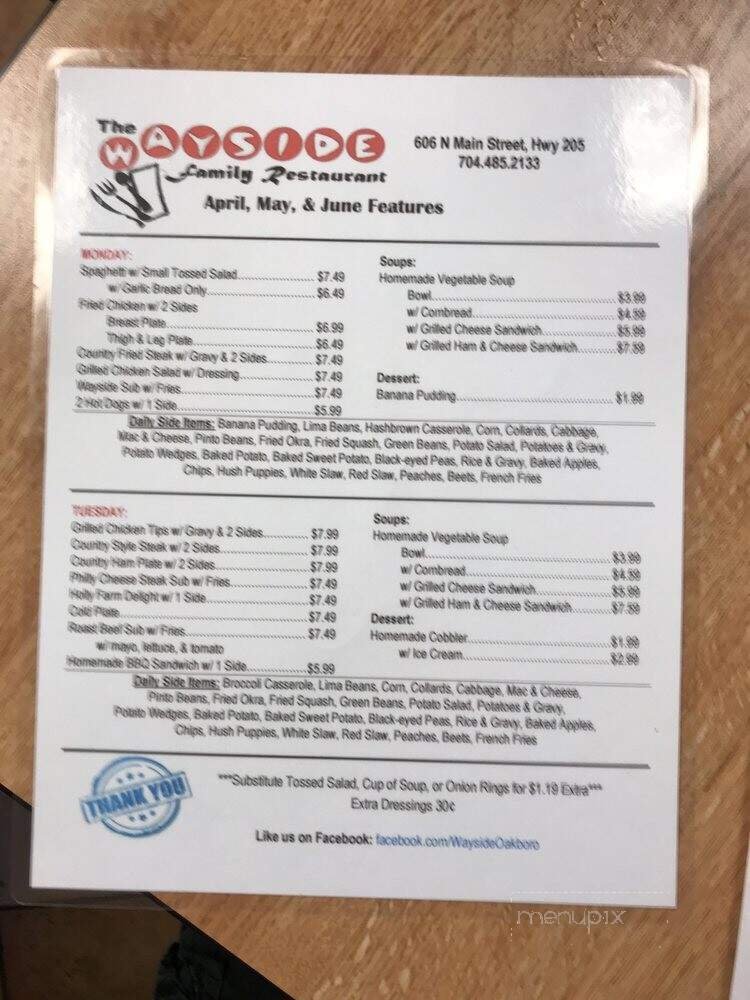 The
WAYSIDE
Family Restaurant
606 N Main Street, Hwy 205
704.485.2133
April, May, & June Features
MONDAY:
Spaghetti w/ Small Tossed Salad.....$7.49
w/ Garlic Bread Only.....$6.49
Fried Chicken w/ 2 Sides
Breast Plate.....$6.99
Thigh & Leg Plate.....$6.49
Country Fried Steak w/ Gravy & 2 Sides.....$7.49
Grilled Chicken Salad w/ Dressing.....$7.49
Wayside Sub w/ Fries.....$7.49
2 Hot Dogs w/ 1 Side.....$5.99
Soups:
Homemade Vegetable Soup
Bowl.....$3.99
w/ Cornbread.....$4.59
w/ Grilled Cheese Sandwich.....$5.99
w/ Grilled Ham & Cheese Sandwich.....$7.59
Dessert:
Banana Pudding.....$1.99
Daily Side Items: Banana Pudding, Lima Beans, Hashbrown Casserole, Corn, Collards, Cabbage,
Mac & Cheese, Pinto Beans, Fried Okra, Fried Squash, Green Beans, Potato Salad, Potatoes & Gravy,
Potato Wedges, Baked Potato, Baked Sweet Potato, Black-eyed Peas, Rice & Gravy, Baked Apples,
Chips, Hush Puppies, White Slaw, Red Slaw, Peaches, Beets, French Fries
TUESDAY:
Grilled Chicken Tips w/ Gravy & 2 Sides.....$7.99
Country Style Steak w/ 2 Sides.....$7.99
Country Ham Plate w/ 2 Sides.....$7.99
Philly Cheese Steak Sub w/ Fries.....$7.49
Holly Farm Delight w/ 1 Side.....$7.49
Cold Plate.....$7.49
Roast Beef Sub w/ Fries.....$7.49
w/ mayo, lettuce, & tomato
Homemade BBQ Sandwich w/ 1 Side.....$5.99
Soups:
Homemade Vegetable Soup
Bowl.....$3.99
w/ Cornbread.....$4.59
w/ Grilled Cheese Sandwich.....$5.99
w/ Grilled Ham & Cheese Sandwich.....$7.59
Dessert:
Homemade Cobbler.....$1.99
w/ Ice Cream.....$2.99
Daily Side Items: Broccoli Casserole, Lima Beans, Corn, Collards, Cabbage, Mac & Cheese,
Pinto Beans, Fried Okra, Fried Squash, Green Beans, Potato Salad, Potatoes & Gravy,
Potato Wedges, Baked Potato, Baked Sweet Potato, Black-eyed Peas, Rice & Gravy, Baked Apples,
Chips, Hush Puppies, White Slaw, Red Slaw, Peaches, Beets, French Fries
THANK YOU
***Substitute Tossed Salad, Cup of Soup, or Onion Rings for $1.19 Extra***
Extra Dressings 30¢
Like us on Facebook: facebook.com/WaysideOakboro
menupix